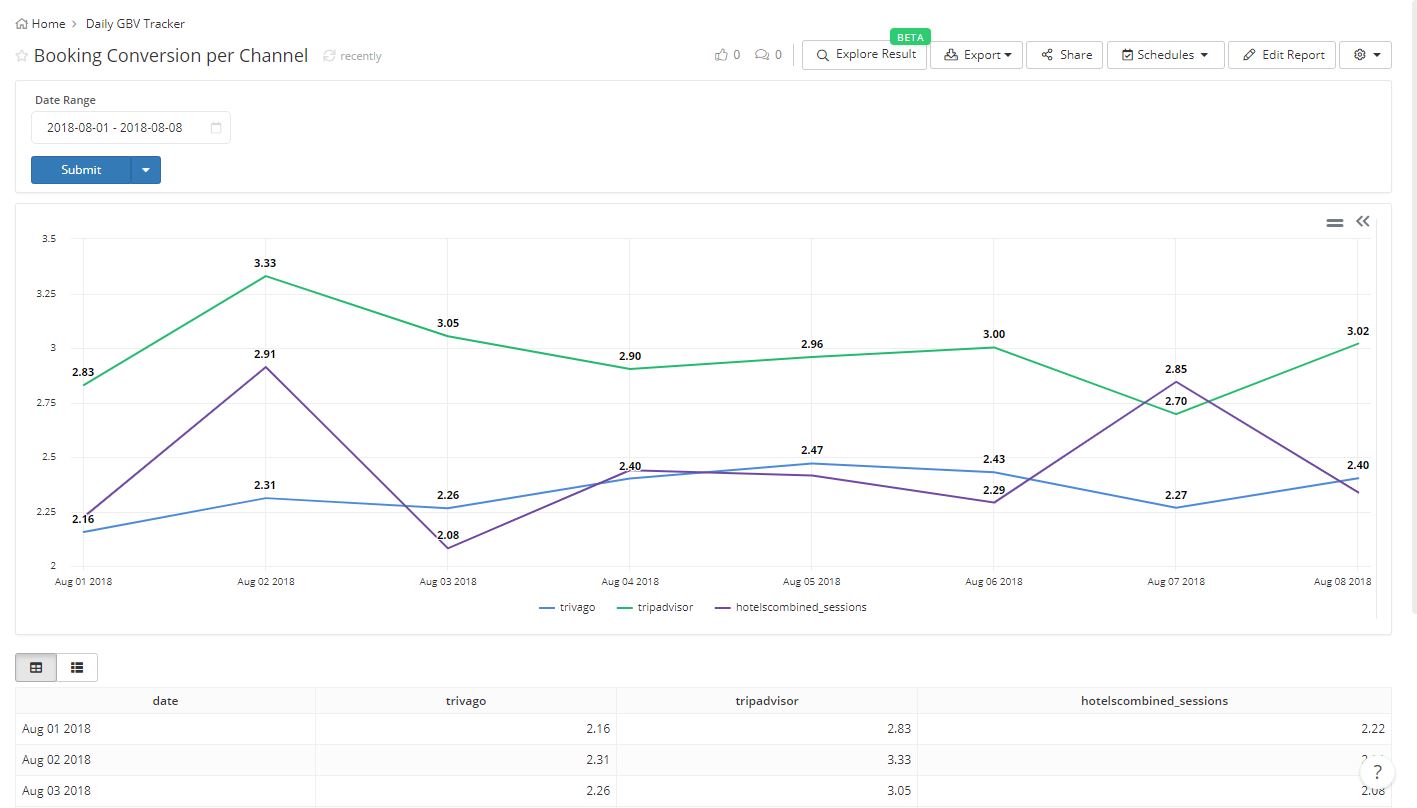 Home > Daily GBV Tracker
Booking Conversion per Channel recently
0 0 BETA Explore Result Export Share Schedules Edit Report
Date Range
2018-08-01 - 2018-08-08
Submit
3.5
3.25
3
2.75
2.5
2.25
2
2.83 3.33 3.05 2.90 2.96 3.00 2.70 3.02
2.91 2.08 2.29 2.85
2.16 2.31 2.26 2.40 2.47 2.43 2.27 2.40
Aug 01 2018 Aug 02 2018 Aug 03 2018 Aug 04 2018 Aug 05 2018 Aug 06 2018 Aug 07 2018 Aug 08 2018
trivago tripadvisor hotelscombined_sessions
date trivago tripadvisor hotelscombined_sessions
Aug 01 2018 2.16 2.83 2.22
Aug 02 2018 2.31 3.33
Aug 03 2018 2.26 3.05 2.08
?